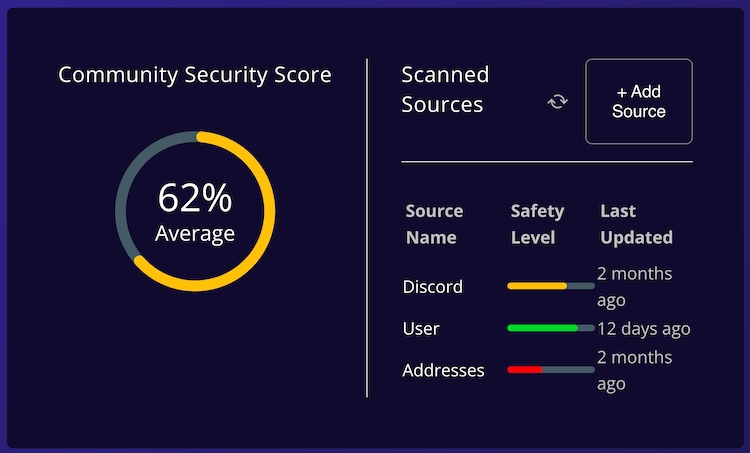 Community Security Score
62%
Average
Scanned
Sources
+ Add
Source
Source
Name
Safety
Level
Last
Updated
Discord
2 months
ago
User
12 days ago
Addresses
2 months
ago